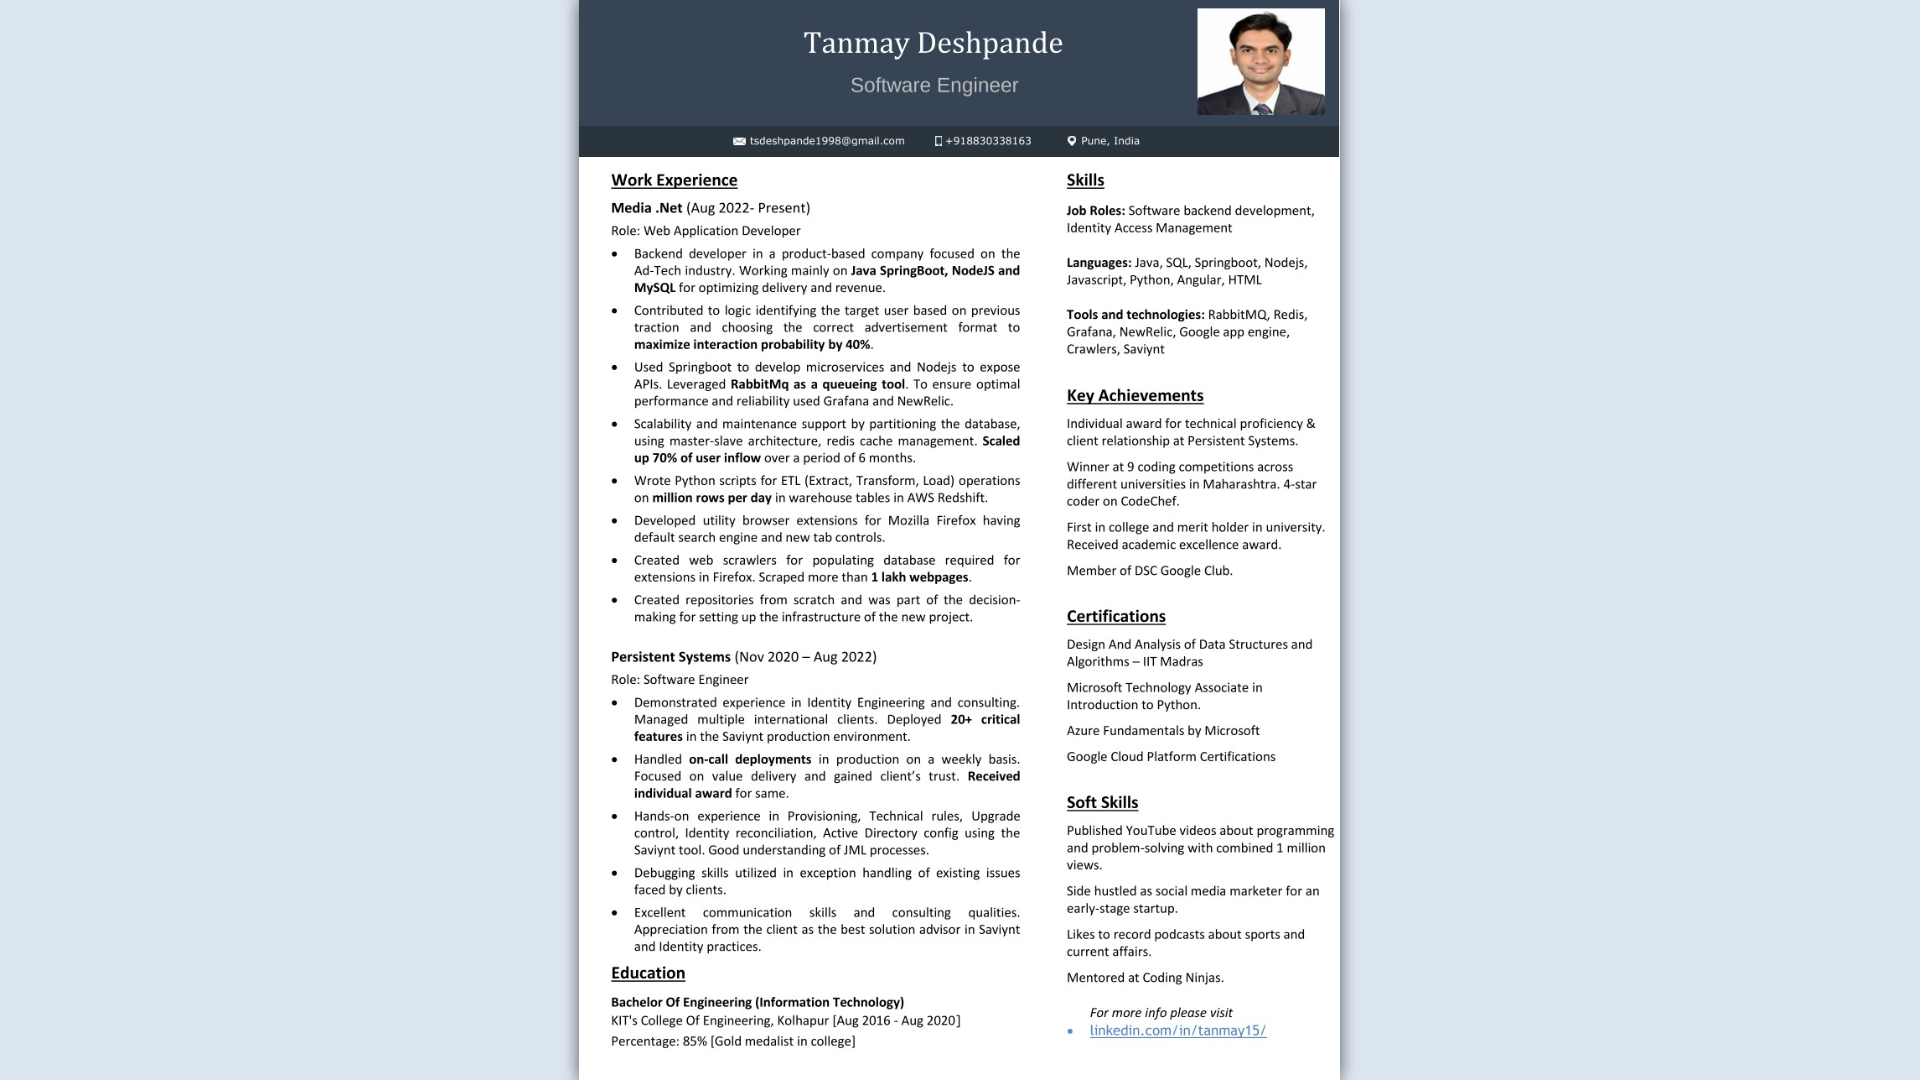 Tanmay Deshpande
Software Engineer
tsdeshpande1998@gmail.com +918830338163 Pune, India
Work Experience
Media .Net (Aug 2022- Present)
Role: Web Application Developer
• Backend developer in a product-based company focused on the
Ad-Tech industry. Working mainly on Java SpringBoot, NodeJS and
MySQL for optimizing delivery and revenue.
• Contributed to logic identifying the target user based on previous
traction and choosing the correct advertisement format to
maximize interaction probability by 40%.
• Used Springboot to develop microservices and Nodejs to expose
APIs. Leveraged RabbitMq as a queueing tool. To ensure optimal
performance and reliability used Grafana and NewRelic.
• Scalability and maintenance support by partitioning the database,
using master-slave architecture, redis cache management. Scaled
up 70% of user inflow over a period of 6 months.
• Wrote Python scripts for ETL (Extract, Transform, Load) operations
on million rows per day in warehouse tables in AWS Redshift.
• Developed utility browser extensions for Mozilla Firefox having
default search engine and new tab controls.
• Created web scrawlers for populating database required for
extensions in Firefox. Scraped more than 1 lakh webpages.
• Created repositories from scratch and was part of the decision-
making for setting up the infrastructure of the new project.
Persistent Systems (Nov 2020 – Aug 2022)
Role: Software Engineer
• Demonstrated experience in Identity Engineering and consulting.
Managed multiple international clients. Deployed 20+ critical
features in the Saviynt production environment.
• Handled on-call deployments in production on a weekly basis.
Focused on value delivery and gained client’s trust. Received
individual award for same.
• Hands-on experience in Provisioning, Technical rules, Upgrade
control, Identity reconciliation, Active Directory config using the
Saviynt tool. Good understanding of JML processes.
• Debugging skills utilized in exception handling of existing issues
faced by clients.
• Excellent communication skills and consulting qualities.
Appreciation from the client as the best solution advisor in Saviynt
and Identity practices.
Education
Bachelor Of Engineering (Information Technology)
KIT's College Of Engineering, Kolhapur [Aug 2016 - Aug 2020]
Percentage: 85% [Gold medalist in college]
Skills
Job Roles: Software backend development,
Identity Access Management
Languages: Java, SQL, Springboot, Nodejs,
Javascript, Python, Angular, HTML
Tools and technologies: RabbitMQ, Redis,
Grafana, NewRelic, Google app engine,
Crawlers, Saviynt
Key Achievements
Individual award for technical proficiency &
client relationship at Persistent Systems.
Winner at 9 coding competitions across
different universities in Maharashtra. 4-star
coder on CodeChef.
First in college and merit holder in university.
Received academic excellence award.
Member of DSC Google Club.
Certifications
Design And Analysis of Data Structures and
Algorithms – IIT Madras
Microsoft Technology Associate in
Introduction to Python.
Azure Fundamentals by Microsoft
Google Cloud Platform Certifications
Soft Skills
Published YouTube videos about programming
and problem-solving with combined 1 million
views.
Side hustled as social media marketer for an
early-stage startup.
Likes to record podcasts about sports and
current affairs.
Mentored at Coding Ninjas.
For more info please visit
• linkedin.com/in/tanmay15/